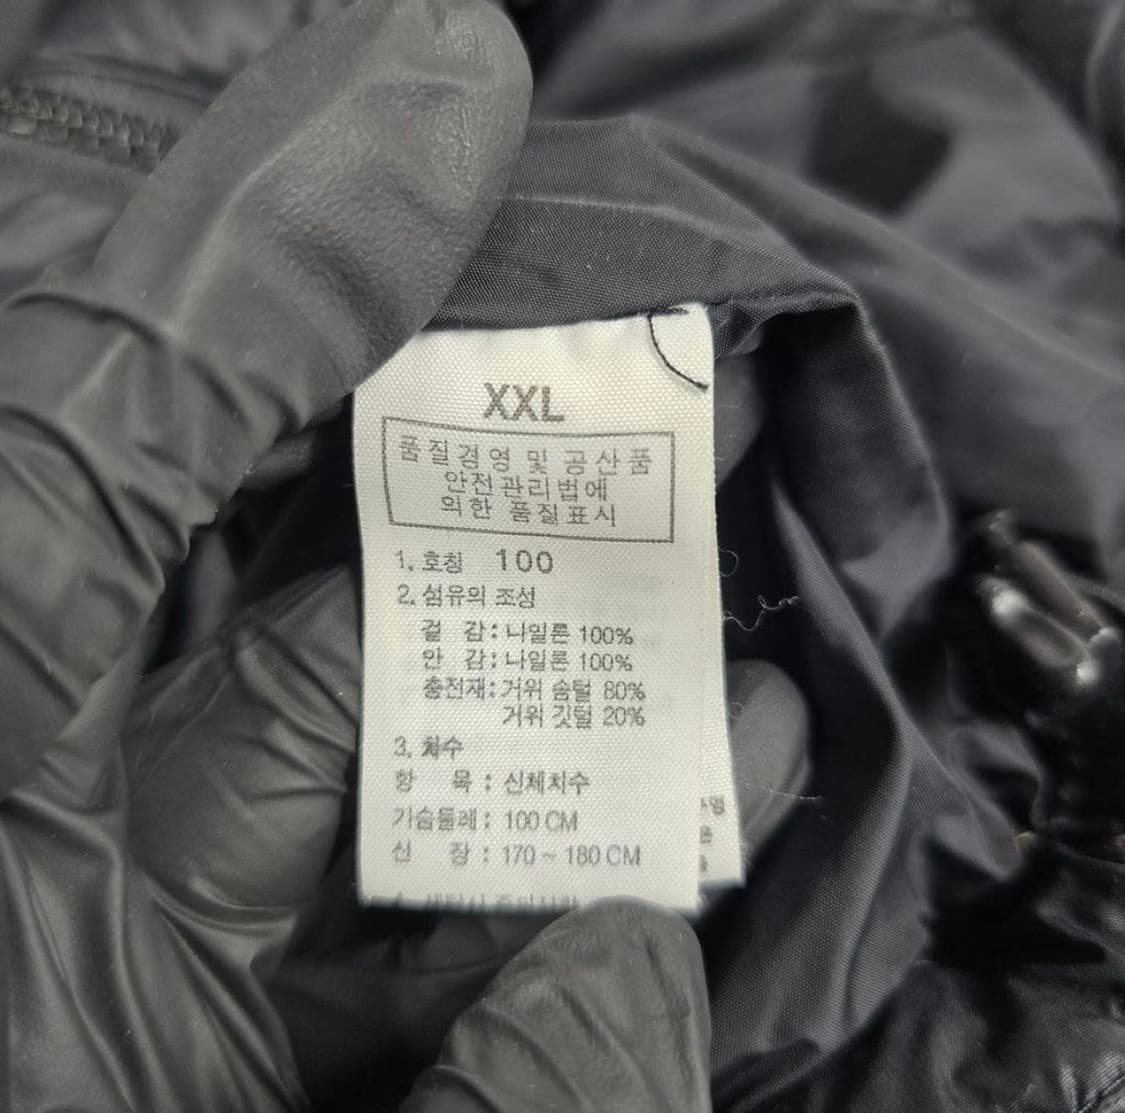 XXL
품질경영 및 공산품
안전관리법에
의한 품질표시
1. 호칭 100
2. 섬유의 조성
겉 감 : 나일론 100%
안 감 : 나일론 100%
충전재 : 거위 솜털 80%
거위 깃털 20%
3. 치수
항 목 : 신체치수
가슴둘레 : 100 CM
신 장 : 170 ~ 180 CM